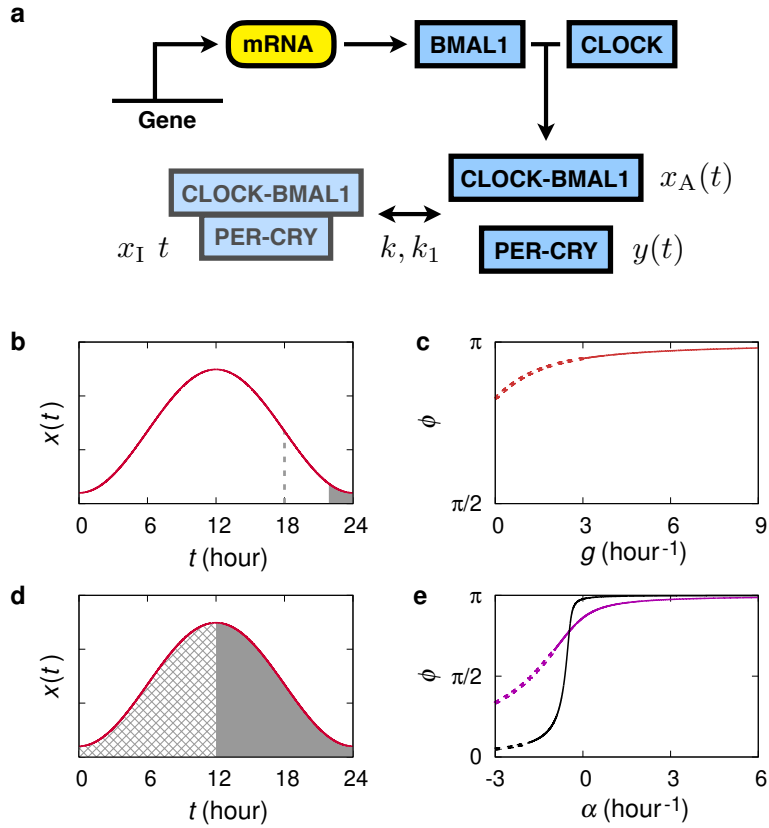 a
mRNA
BMAL1
CLOCK
Gene
CLOCK-BMAL1
x_A(t)
CLOCK-BMAL1
PER-CRY
x_I t
k, k_1
PER-CRY
y(t)
b
x(t)
0 6 12 18 24
t (hour)
c
π
ϕ
π/2
0 3 6 9
g (hour⁻¹)
d
x(t)
0 6 12 18 24
t (hour)
e
π
π/2
ϕ
0
-3 0 3 6
α (hour⁻¹)